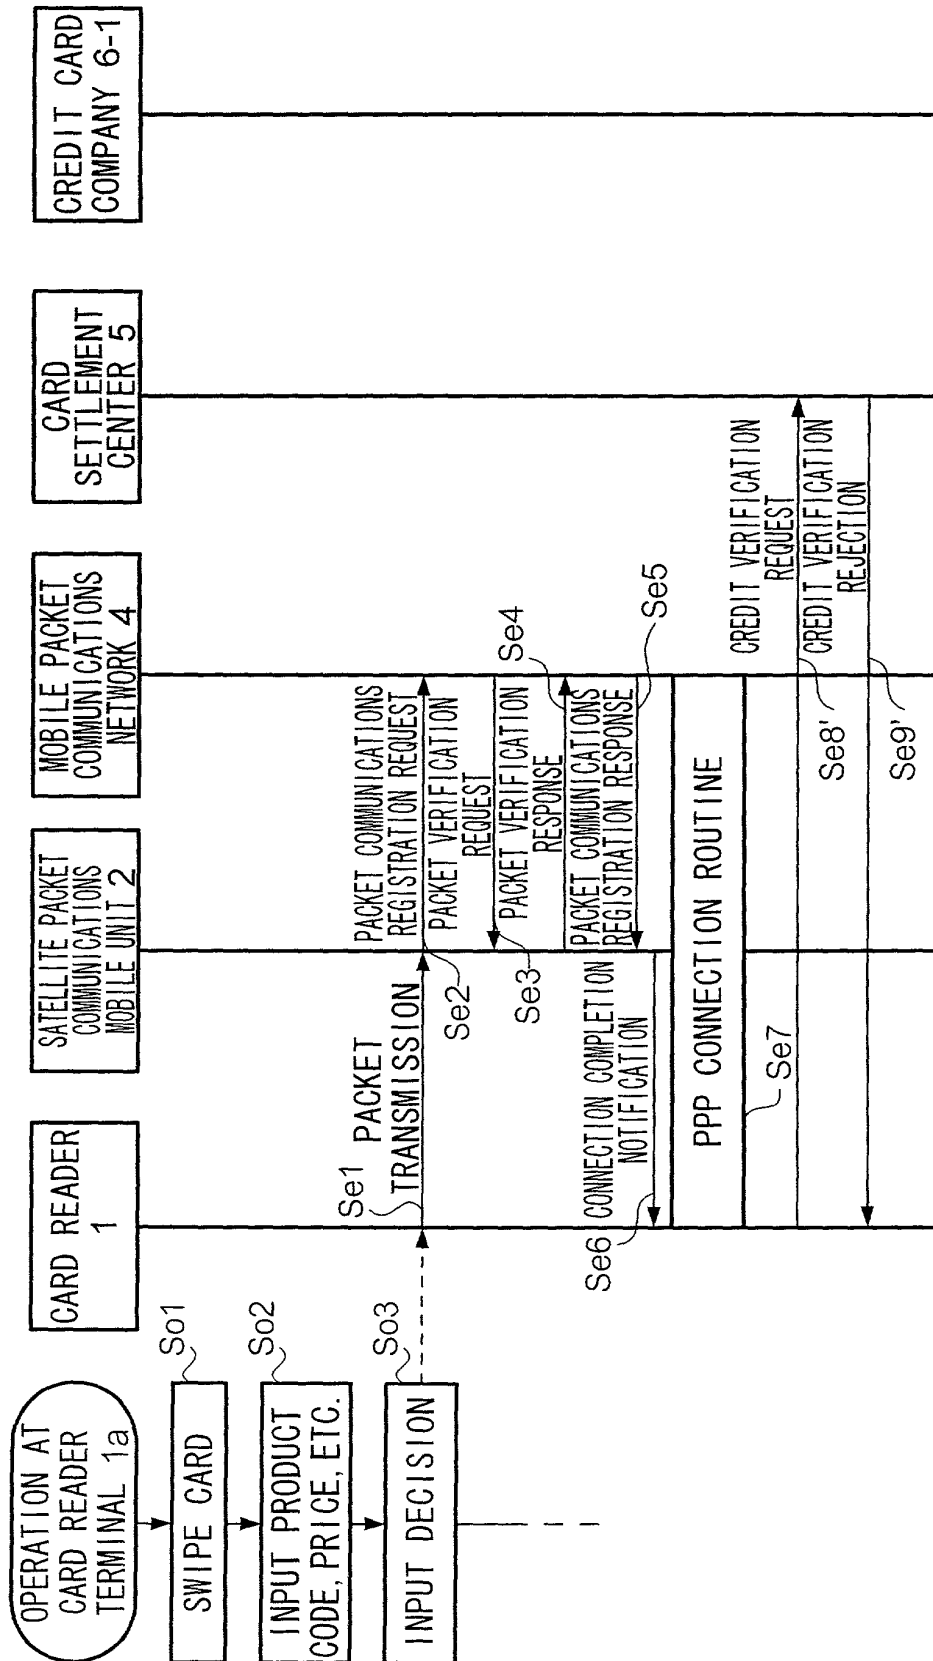 OPERATION AT
CARD READER
TERMINAL 1a
SWIPE CARD
So1
INPUT PRODUCT
CODE, PRICE, ETC.
So2
INPUT DECISION
So3
CARD READER
1
SATELLITE PACKET
COMMUNICATIONS
MOBILE UNIT 2
MOBILE PACKET
COMMUNICATIONS
NETWORK 4
CARD
SETTLEMENT
CENTER 5
CREDIT CARD
COMPANY 6-1
Se1
PACKET
TRANSMISSION
PACKET COMMUNICATIONS
REGISTRATION REQUEST
Se2
PACKET VERIFICATION
REQUEST
Se3
PACKET VERIFICATION
RESPONSE
Se4
PACKET COMMUNICATIONS
REGISTRATION RESPONSE
Se5
Se6
CONNECTION COMPLETION
NOTIFICATION
PPP CONNECTION ROUTINE
Se7
CREDIT VERIFICATION
REQUEST
Se8'
CREDIT VERIFICATION
REJECTION
Se9'